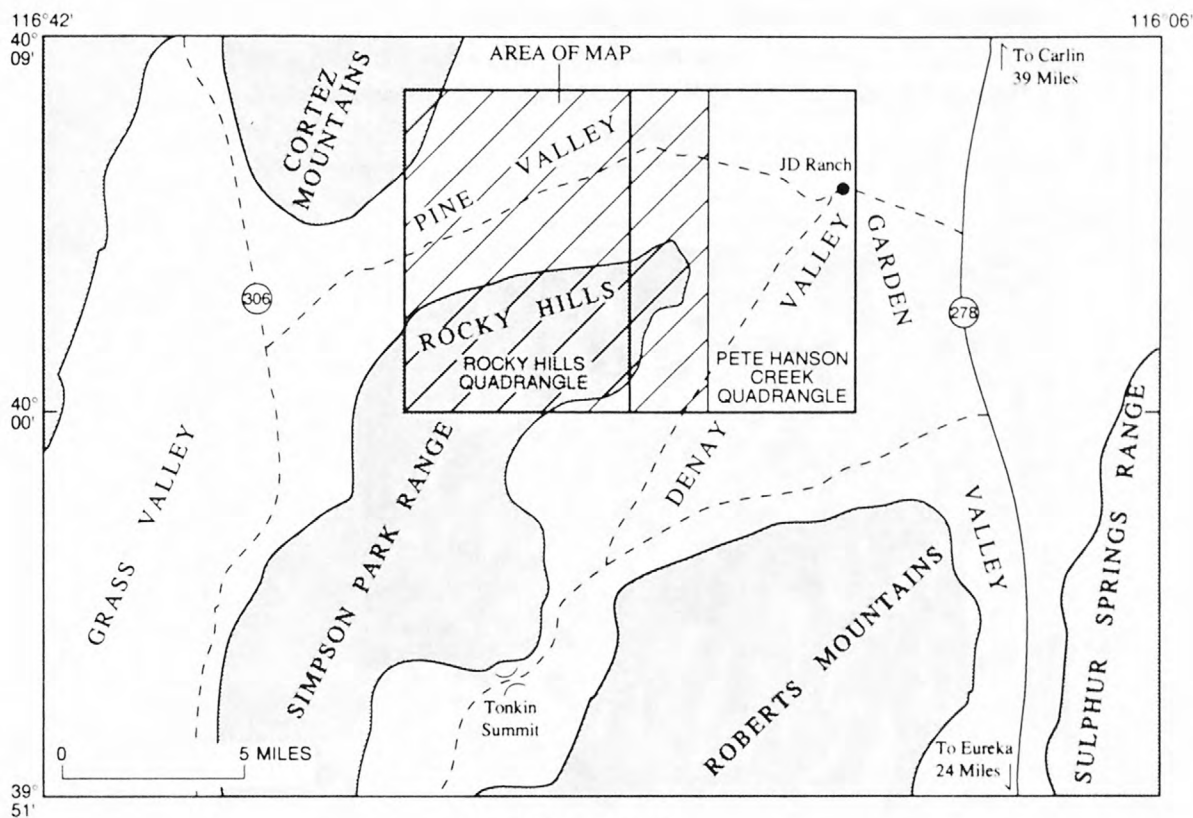 116°42'
116°06'
40°
09'
AREA OF MAP
To Carlin
39 Miles
CORTEZ
MOUNTAINS
PINE VALLEY
JD Ranch
VALLEY
GARDEN
306
278
ROCKY HILLS
ROCKY HILLS
QUADRANGLE
PETE HANSON
CREEK
QUADRANGLE
40°
00'
GRASS VALLEY
SIMPSON PARK RANGE
DENAY
VALLEY
ROBERTS MOUNTAINS
SULPHUR SPRINGS RANGE
Tonkin
Summit
0 5 MILES
To Eureka
24 Miles
39°
51'